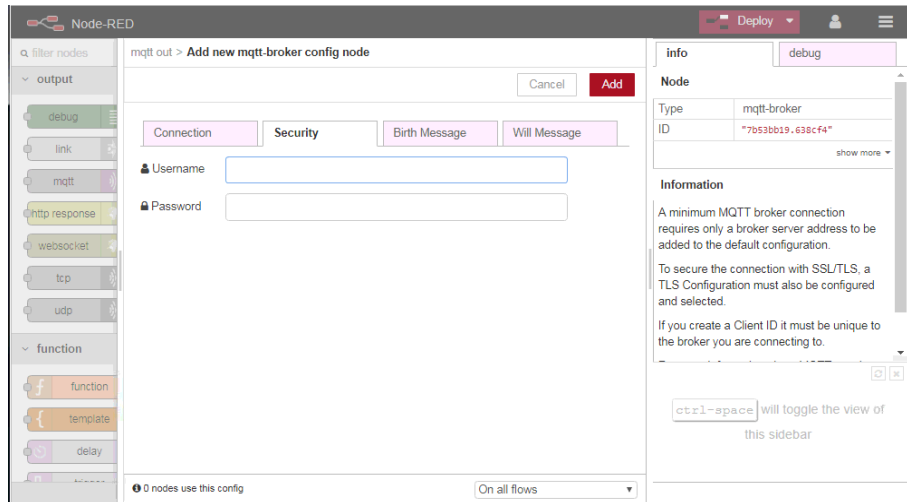 Node-RED
Deploy
filter nodes
output
debug
link
mqtt
http response
websocket
tcp
udp
function
function
template
delay
mqtt out > Add new mqtt-broker config node
Cancel
Add
Connection
Security
Birth Message
Will Message
Username
Password
0 nodes use this config
On all flows
info
debug
Node
Type mqtt-broker
ID "7b53bb19.638cf4"
show more
Information
A minimum MQTT broker connection
requires only a broker server address to be
added to the default configuration.
To secure the connection with SSL/TLS, a
TLS Configuration must also be configured
and selected.
If you create a Client ID it must be unique to
the broker you are connecting to.
ctrl-space will toggle the view of
this sidebar